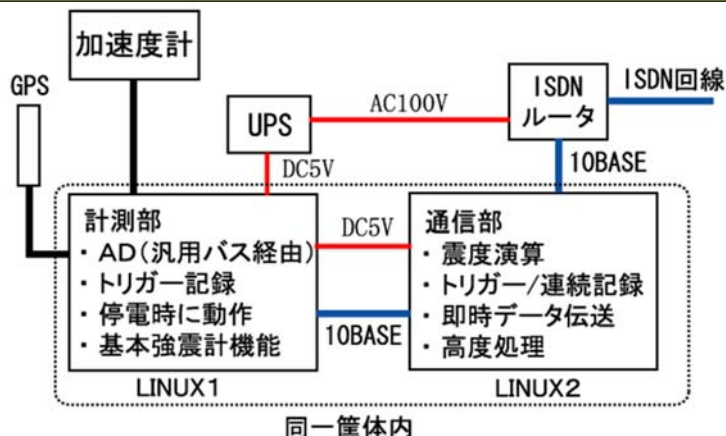 加速度計
GPS
UPS
AC100V
ISDN
ルータ
ISDN回線
DC5V
10BASE
計測部
・AD(汎用バス経由)
・トリガー記録
・停電時に動作
・基本強震計機能
DC5V
10BASE
通信部
・震度演算
・トリガー/連続記録
・即時データ伝送
・高度処理
LINUX1
LINUX2
同一筐体内